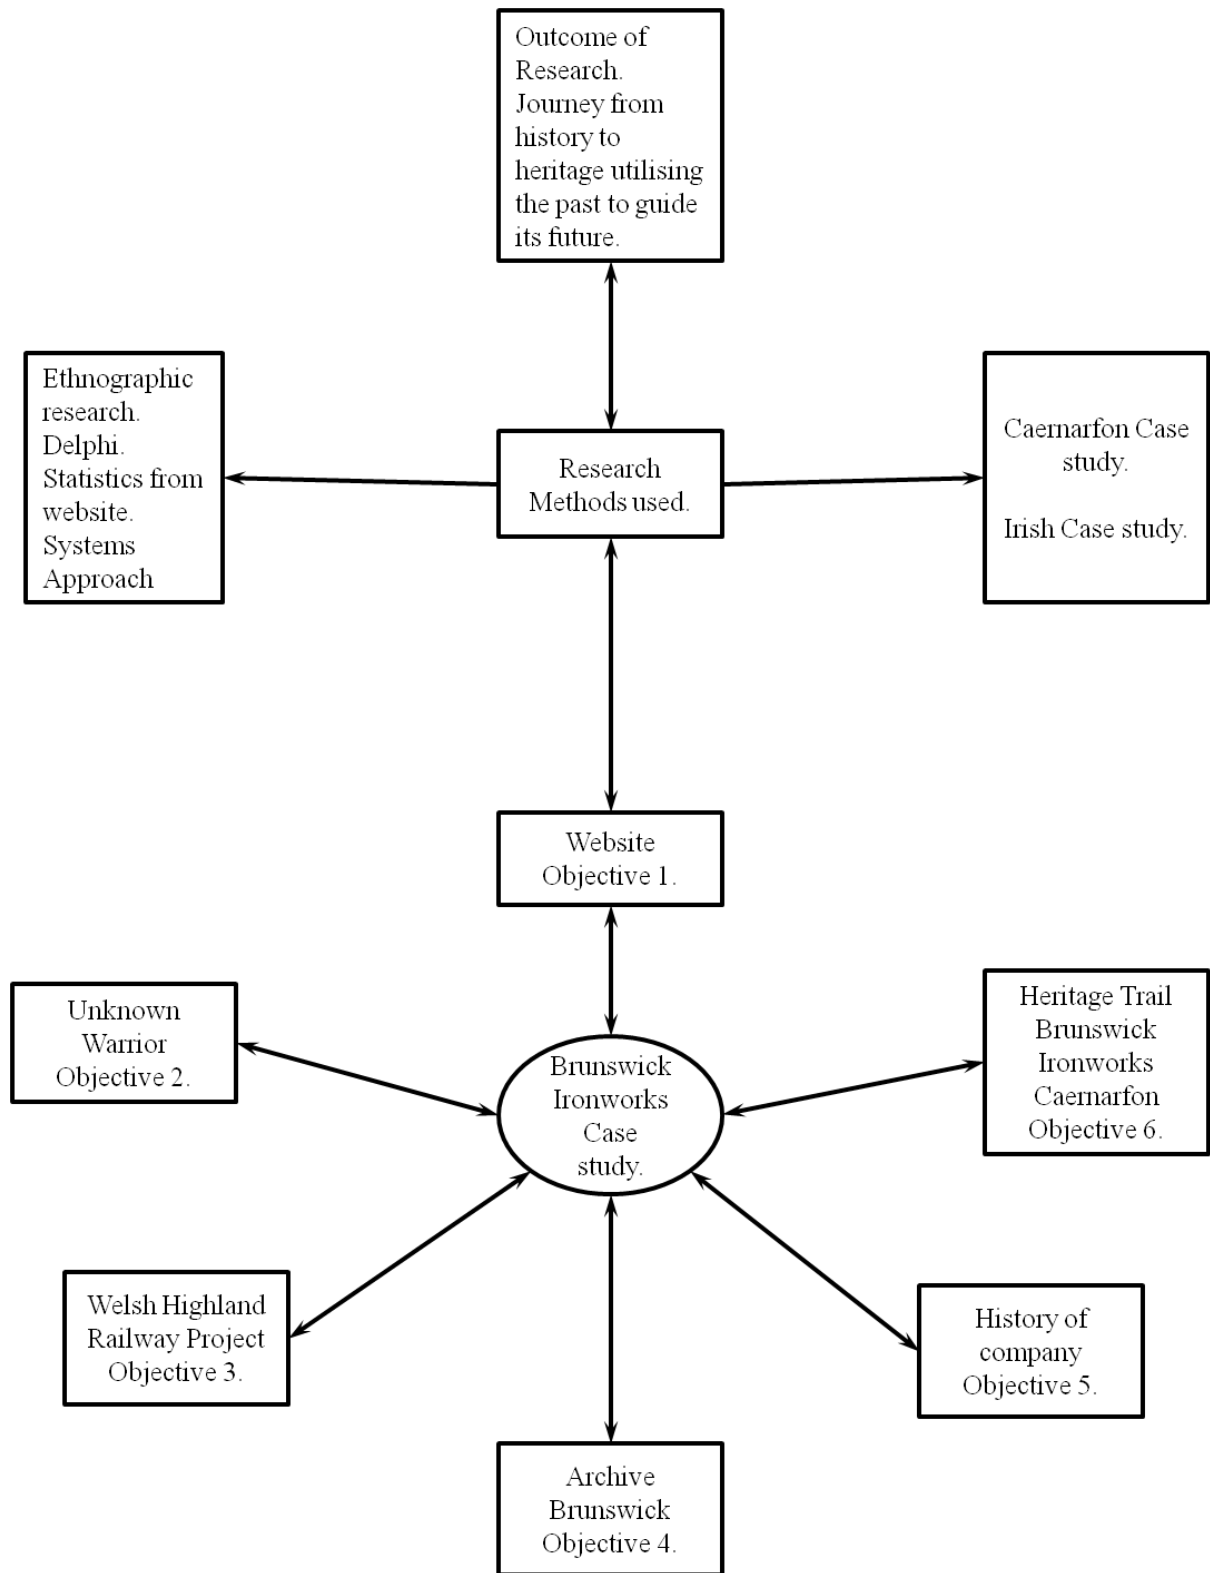 Outcome of
Research.
Journey from
history to
heritage utilising
the past to guide
its future.
Ethnographic
research.
Delphi.
Statistics from
website.
Systems
Approach
Research
Methods used.
Caernarfon Case
study.
Irish Case study.
Website
Objective 1.
Unknown
Warrior
Objective 2.
Brunswick
Ironworks
Case
study.
Heritage Trail
Brunswick
Ironworks
Caernarfon
Objective 6.
Welsh Highland
Railway Project
Objective 3.
History of
company
Objective 5.
Archive
Brunswick
Objective 4.